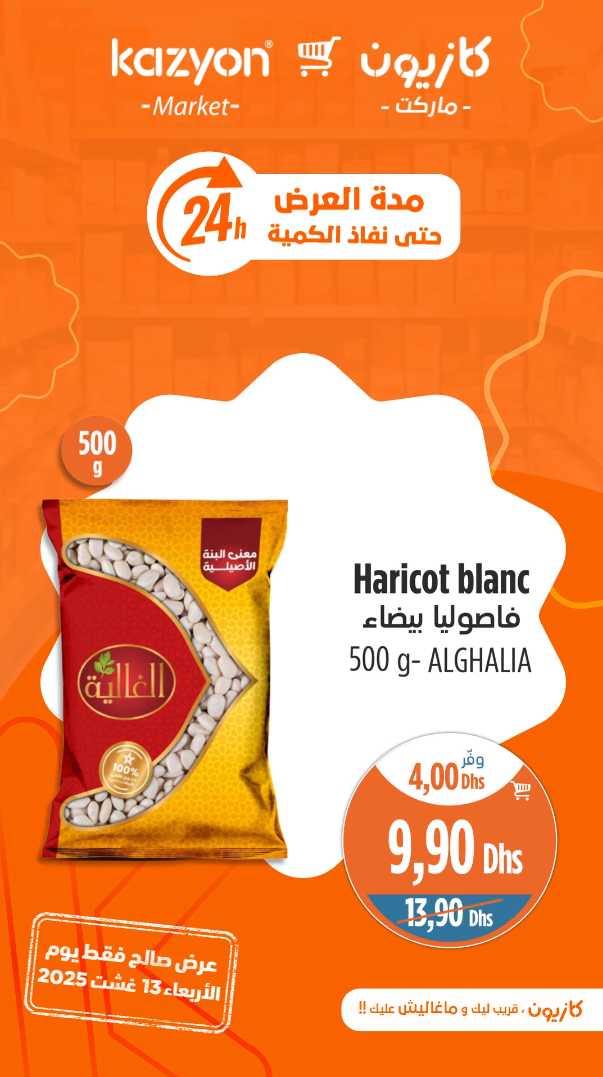 kazyon® كازيون
-Market- - ماركت -
24h
مدة العرض
حتى نفاذ الكمية
500
g
معنى البنة
الأصيلـــية
الغالية
100%
Haricot blanc
فاصوليا بيضاء
500 g- ALGHALIA
وفّر
4,00 Dhs
9,90 Dhs
13,90 Dhs
عرض صالح فقط يوم
الأربعاء 13 غشت 2025
كازيون ، قريب ليك و ماغاليش عليك !!